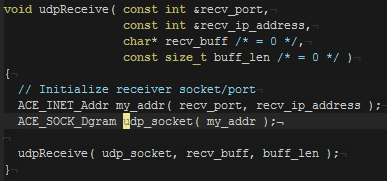 void udpReceive( const int &recv_port,
const int &recv_ip_address,
char* recv_buff /* = 0 */,
const size_t buff_len /* = 0 */ )
{
// Initialize receiver socket/port
ACE_INET_Addr my_addr( recv_port, recv_ip_address );
ACE_SOCK_Dgram udp_socket( my_addr );
udpReceive( udp_socket, recv_buff, buff_len );
}